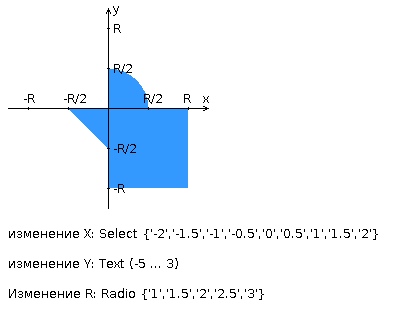 y
R
R/2
-R
-R/2
R/2
R
x
-R/2
-R
изменение X: Select {'-2','-1.5','-1','-0.5','0','0.5','1','1.5','2'}
изменение Y: Text (-5 ... 3)
Изменение R: Radio {'1','1.5','2','2.5','3'}